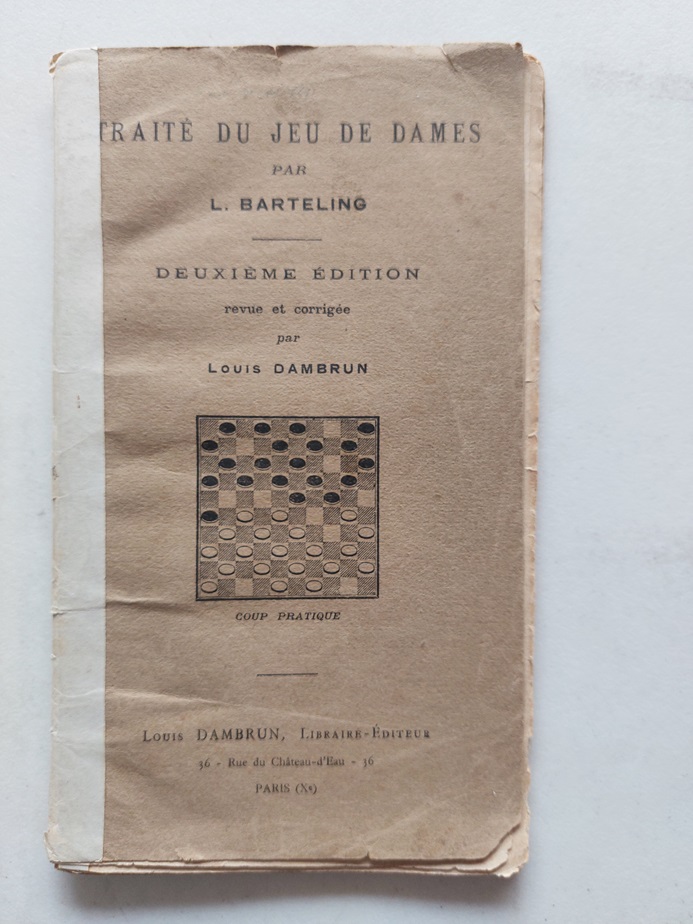 TRAITÉ DU JEU DE DAMES
PAR
L. BARTELING
DEUXIÈME ÉDITION
revue et corrigée
par
Louis DAMBRUN
COUP PRATIQUE
Louis DAMBRUN, Libraire-Éditeur
36 - Rue du Château-d'Eau - 36
PARIS (Xe)